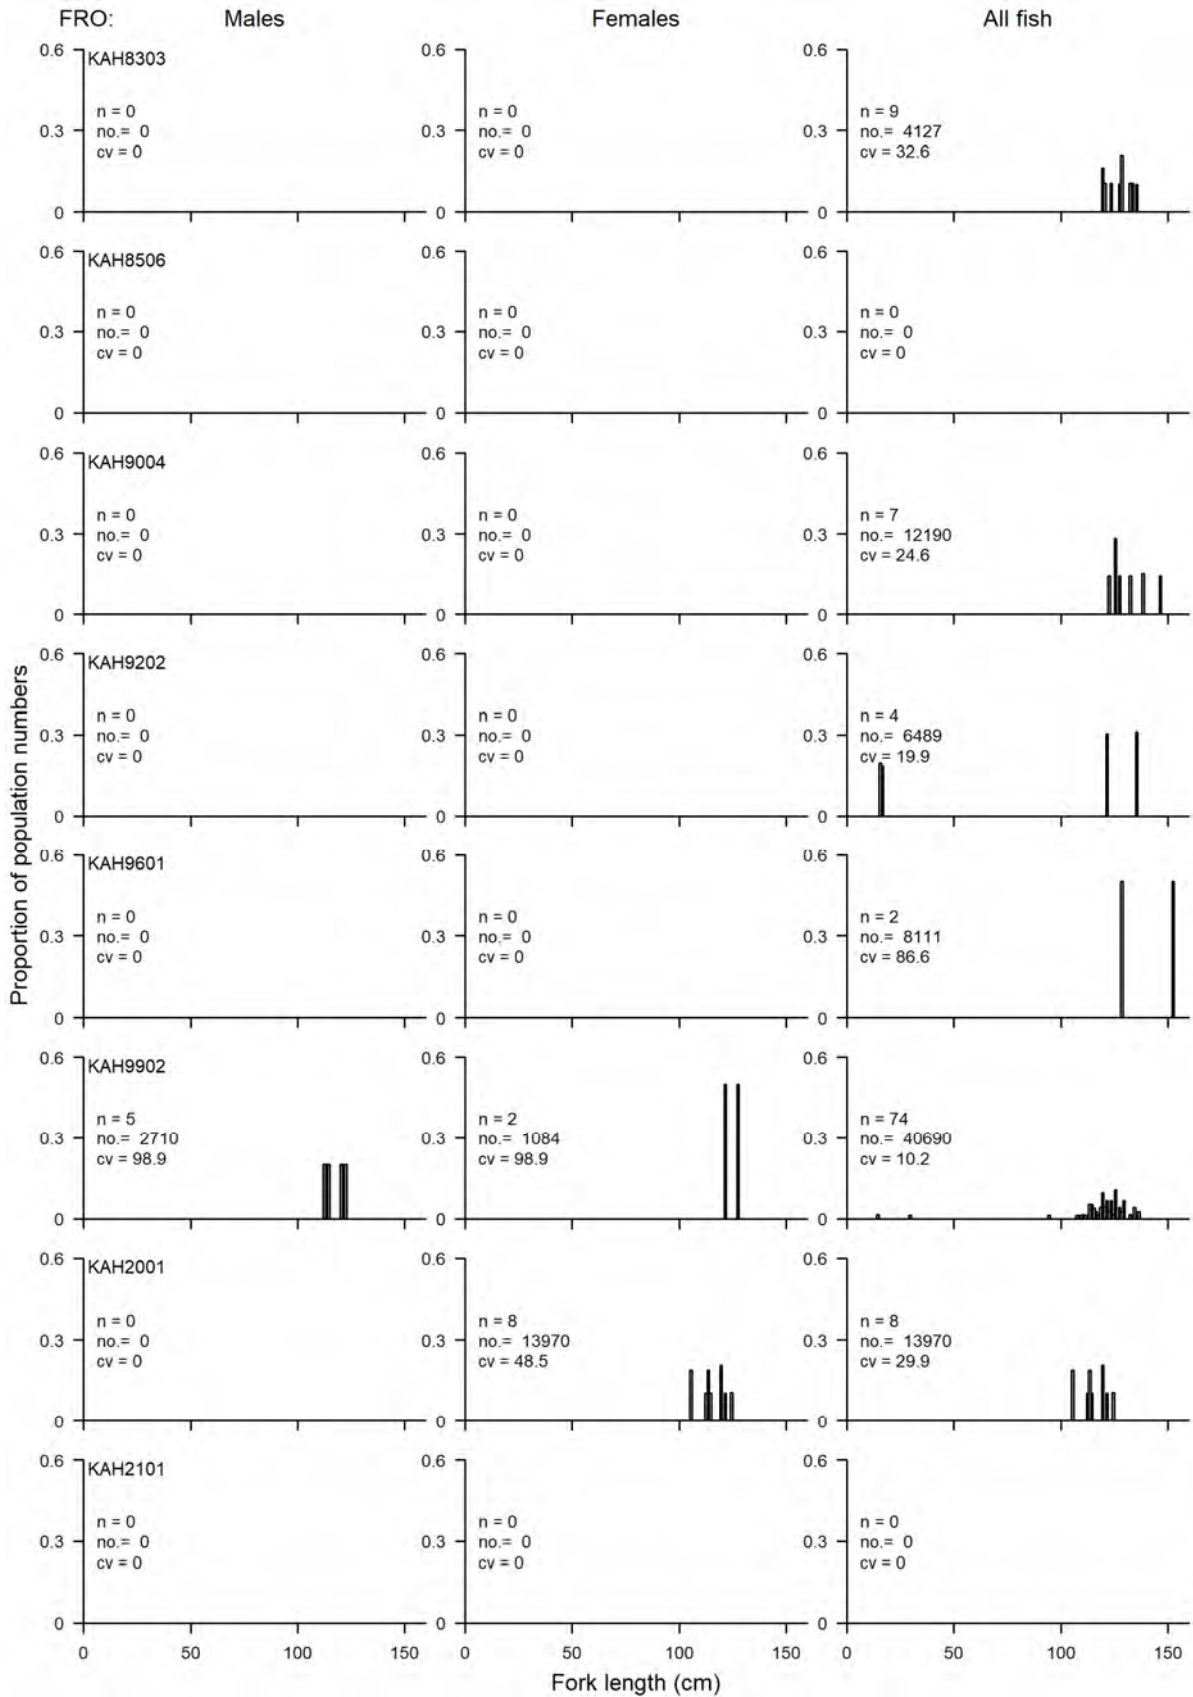 FRO: Males Females All fish
0.6 KAH8303 0.6 0.6
n = 0 n = 0 n = 9
0.3 no.= 0 0.3 no.= 0 0.3 no.= 4127
cv = 0 cv = 0 cv = 32.6
0 0 0
0.6 KAH8506 0.6 0.6
n = 0 n = 0 n = 0
0.3 no.= 0 0.3 no.= 0 0.3 no.= 0
cv = 0 cv = 0 cv = 0
0 0 0
0.6 KAH9004 0.6 0.6
n = 0 n = 0 n = 7
0.3 no.= 0 0.3 no.= 0 0.3 no.= 12190
cv = 0 cv = 0 cv = 24.6
0 0 0
Proportion of population numbers
0.6 KAH9202 0.6 0.6
n = 0 n = 0 n = 4
0.3 no.= 0 0.3 no.= 0 0.3 no.= 6489
cv = 0 cv = 0 cv = 19.9
0 0 0
0.6 KAH9601 0.6 0.6
n = 0 n = 0 n = 2
0.3 no.= 0 0.3 no.= 0 0.3 no.= 8111
cv = 0 cv = 0 cv = 86.6
0 0 0
0.6 KAH9902 0.6 0.6
n = 5 n = 2 n = 74
0.3 no.= 2710 0.3 no.= 1084 0.3 no.= 40690
cv = 98.9 cv = 98.9 cv = 10.2
0 0 0
0.6 KAH2001 0.6 0.6
n = 0 n = 8 n = 8
0.3 no.= 0 0.3 no.= 13970 0.3 no.= 13970
cv = 0 cv = 48.5 cv = 29.9
0 0 0
0.6 KAH2101 0.6 0.6
n = 0 n = 0 n = 0
0.3 no.= 0 0.3 no.= 0 0.3 no.= 0
cv = 0 cv = 0 cv = 0
0 0 0
0 50 100 150 0 50 100 150 0 50 100 150
Fork length (cm)